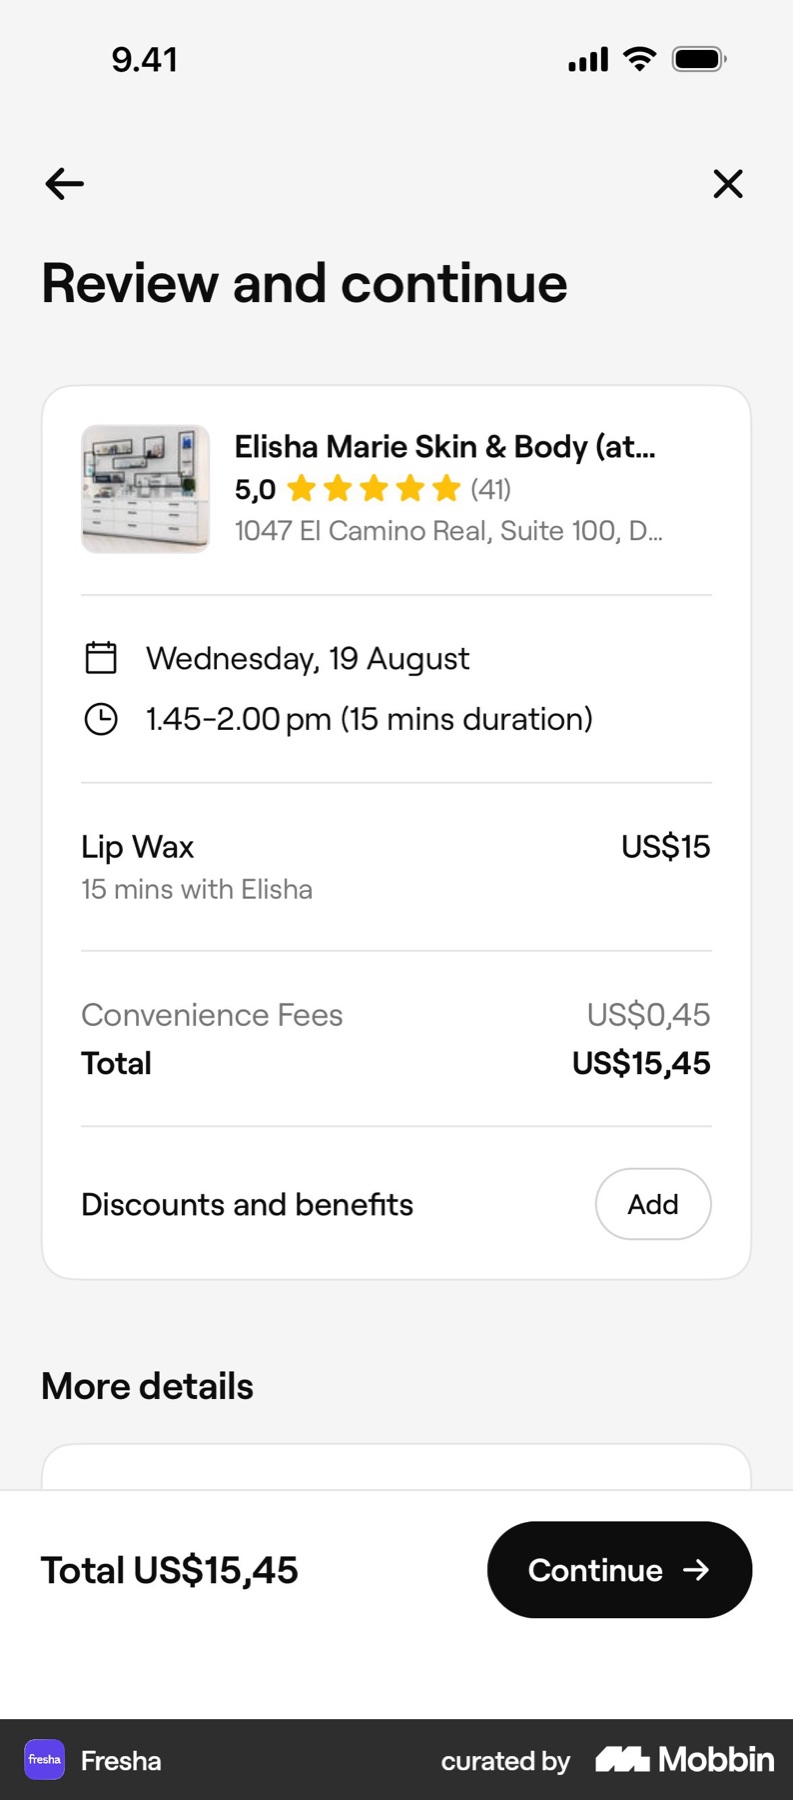 9.41
Review and continue
Elisha Marie Skin & Body (at...
5,0 (41)
1047 El Camino Real, Suite 100, D...
Wednesday, 19 August
1.45–2.00 pm (15 mins duration)
Lip Wax US$15
15 mins with Elisha
Convenience Fees US$0,45
Total US$15,45
Discounts and benefits Add
More details
Total US$15,45 Continue
fresha Fresha curated by Mobbin